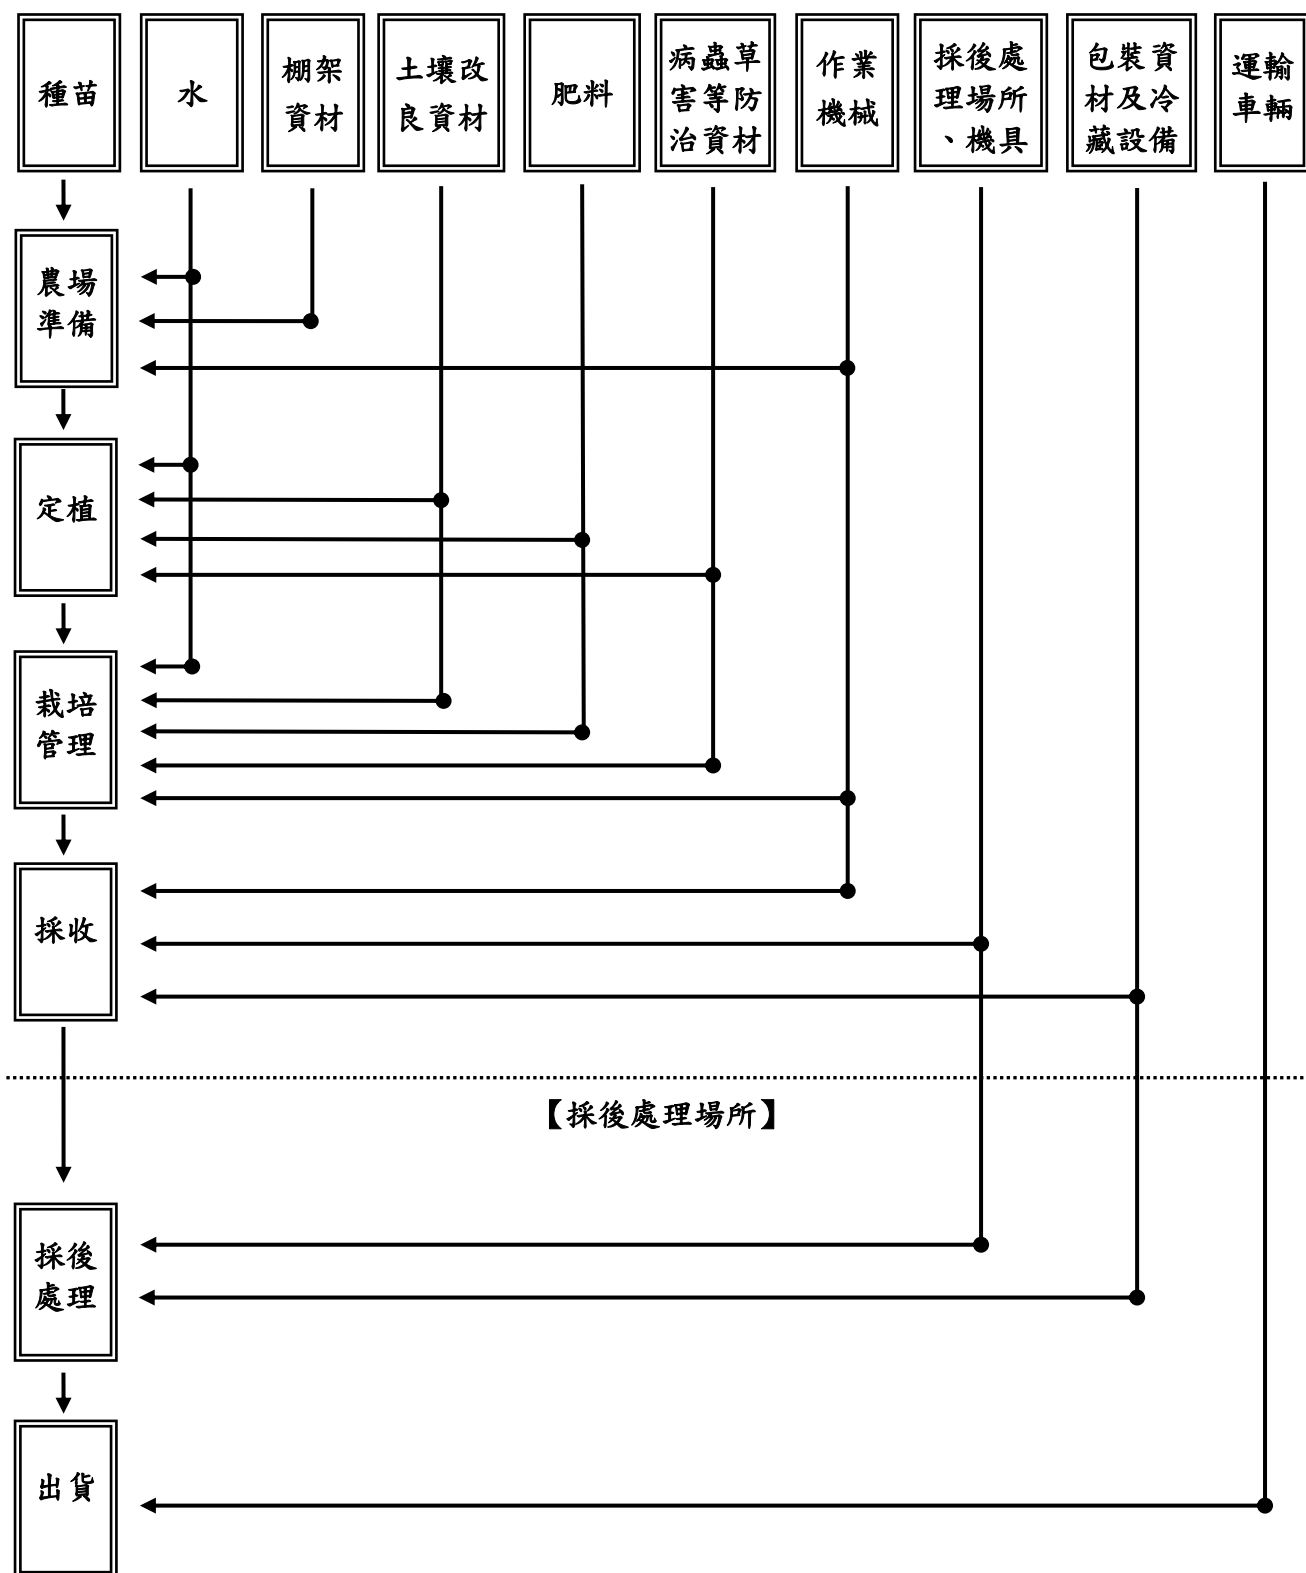 種苗
水
棚架
資材
土壤改
良資材
肥料
病蟲草
害等防
治資材
作業
機械
採後處
理場所
、機具
包裝資
材及冷
藏設備
運輸
車輛
農場
準備
定植
栽培
管理
採收
【採後處理場所】
採後
處理
出貨